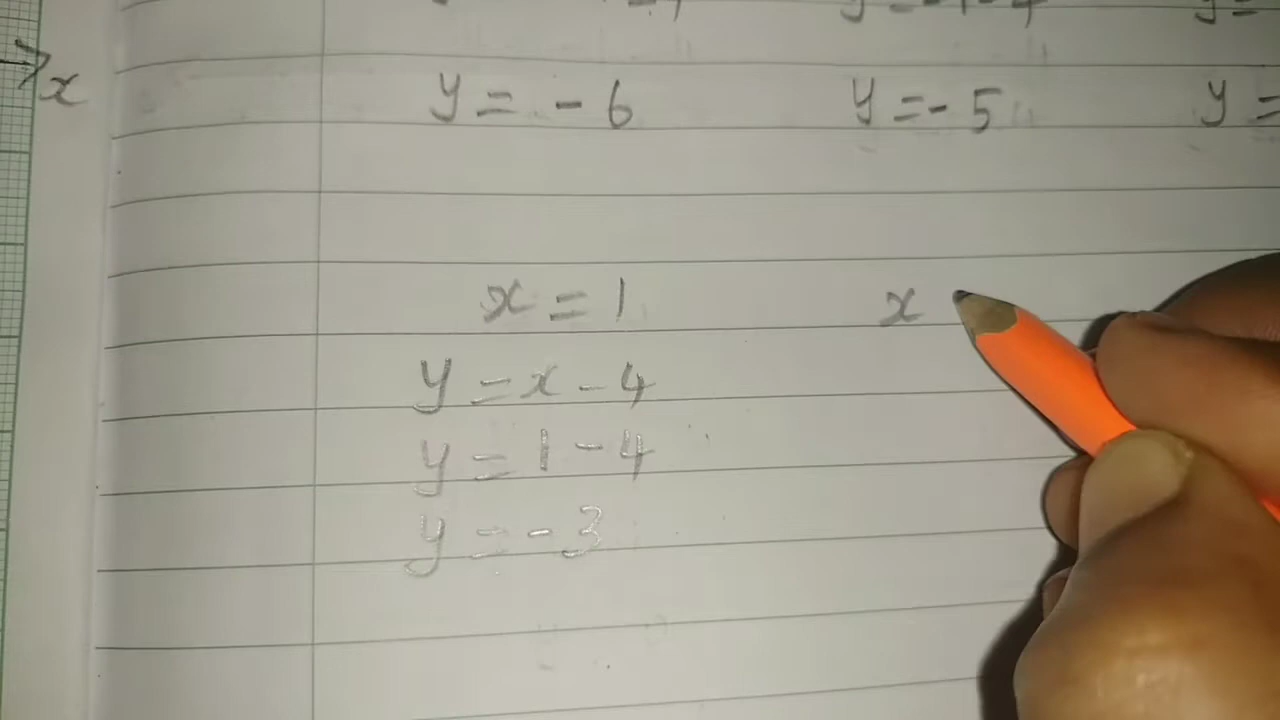 x
y = - 6 y = - 5 y =
x = 1 x
y = x - 4
y = 1 - 4
y = - 3